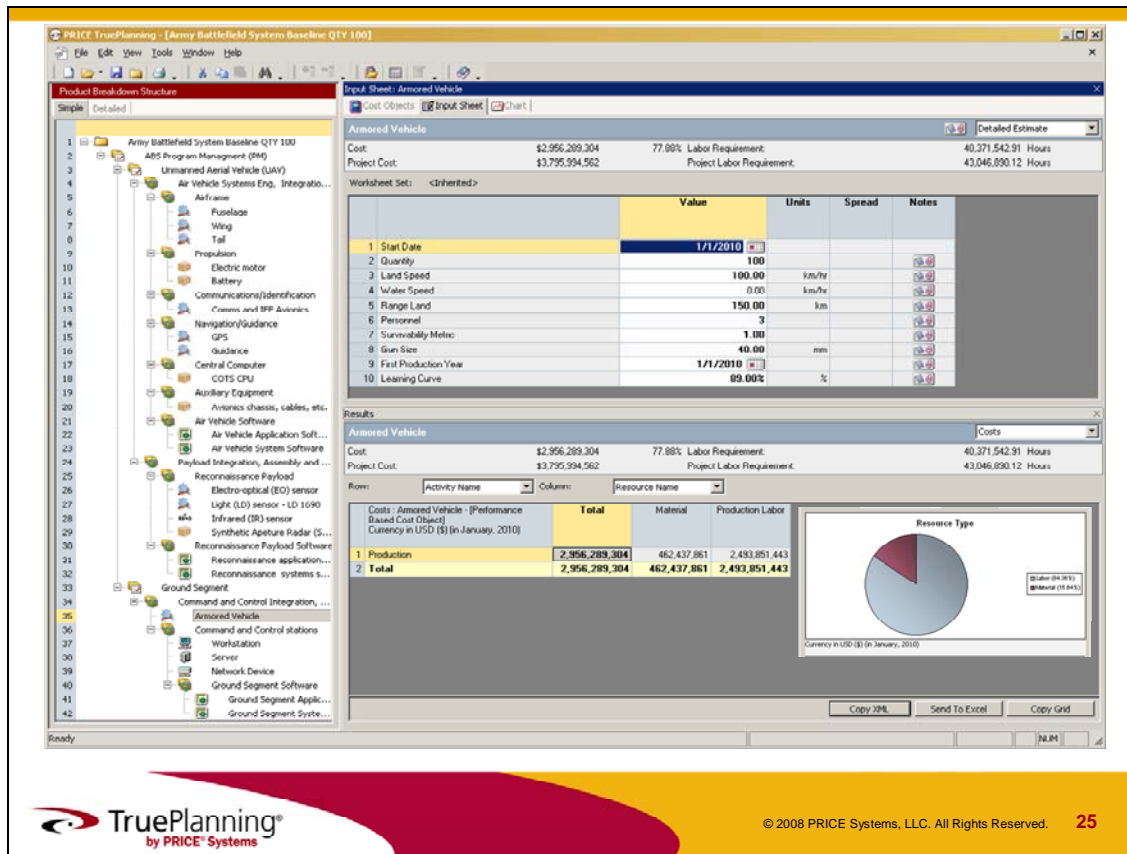 PRICE TruePlanning - [Army Battlefield System Baseline QTY 100]
File Edit View Tools Window Help
Product Breakdown Structure
Simple Detailed
1 Army Battlefield System Baseline QTY 100
2 ABS Program Managment (PM)
3 Unmanned Aerial Vehicle (UAV)
4 Air Vehicle Systems Eng, Integratio...
5 Airframe
6 Fuselage
7 Wing
8 Tail
9 Propulsion
10 Electric motor
11 Battery
12 Communications/Identification
13 Comms and IFF Avionics
14 Navigation/Guidance
15 GPS
16 Guidance
17 Central Computer
18 COTS CPU
19 Auxiliary Equipment
20 Avionics chassis, cables, etc.
21 Air Vehicle Software
22 Air Vehicle Application Soft...
23 Air Vehicle System Software
24 Payload Integration, Assembly and ...
25 Reconnaissance Payload
26 Electro-optical (EO) sensor
27 Light (LD) sensor - LD 1690
28 Infrared (IR) sensor
29 Synthetic Apeture Radar (S...
30 Reconnaissance Payload Software
31 Reconnaissance application...
32 Reconnaissance systems s...
33 Ground Segment
34 Command and Control Integration, ...
35 Armored Vehicle
36 Command and Control stations
37 Workstation
38 Server
39 Network Device
40 Ground Segment Software
41 Ground Segment Applic...
42 Ground Segment Syste...
Input Sheet: Armored Vehicle
Cost Objects Input Sheet Chart
Armored Vehicle Detailed Estimate
Cost: $2,956,289,304 77.88% Labor Requirement: 40,371,542.91 Hours
Project Cost: $3,795,994,562 Project Labor Requirement: 43,046,890.12 Hours
Worksheet Set: <Inherited>
Value Units Spread Notes
1 Start Date 1/1/2010
2 Quantity 100
3 Land Speed 100.00 km/hr
4 Water Speed 0.00 km/hr
5 Range Land 150.00 km
6 Personnel 3
7 Survivability Metric 1.00
8 Gun Size 40.00 mm
9 First Production Year 1/1/2010
10 Learning Curve 89.00% %
Results
Armored Vehicle Costs
Cost: $2,956,289,304 77.88% Labor Requirement: 40,371,542.91 Hours
Project Cost: $3,795,994,562 Project Labor Requirement: 43,046,890.12 Hours
Row: Activity Name Column: Resource Name
Costs : Armored Vehicle - [Performance Total Material Production Labor
Based Cost Object]
Currency in USD ($) (in January, 2010)
1 Production 2,956,289,304 462,437,861 2,493,851,443
2 Total 2,956,289,304 462,437,861 2,493,851,443
Resource Type
Labor (84.36%)
Material (15.64%)
Currency in USD ($) (in January, 2010)
Copy XML Send To Excel Copy Grid
Ready NUM
TruePlanning®
by PRICE® Systems
© 2008 PRICE Systems, LLC. All Rights Reserved. 25